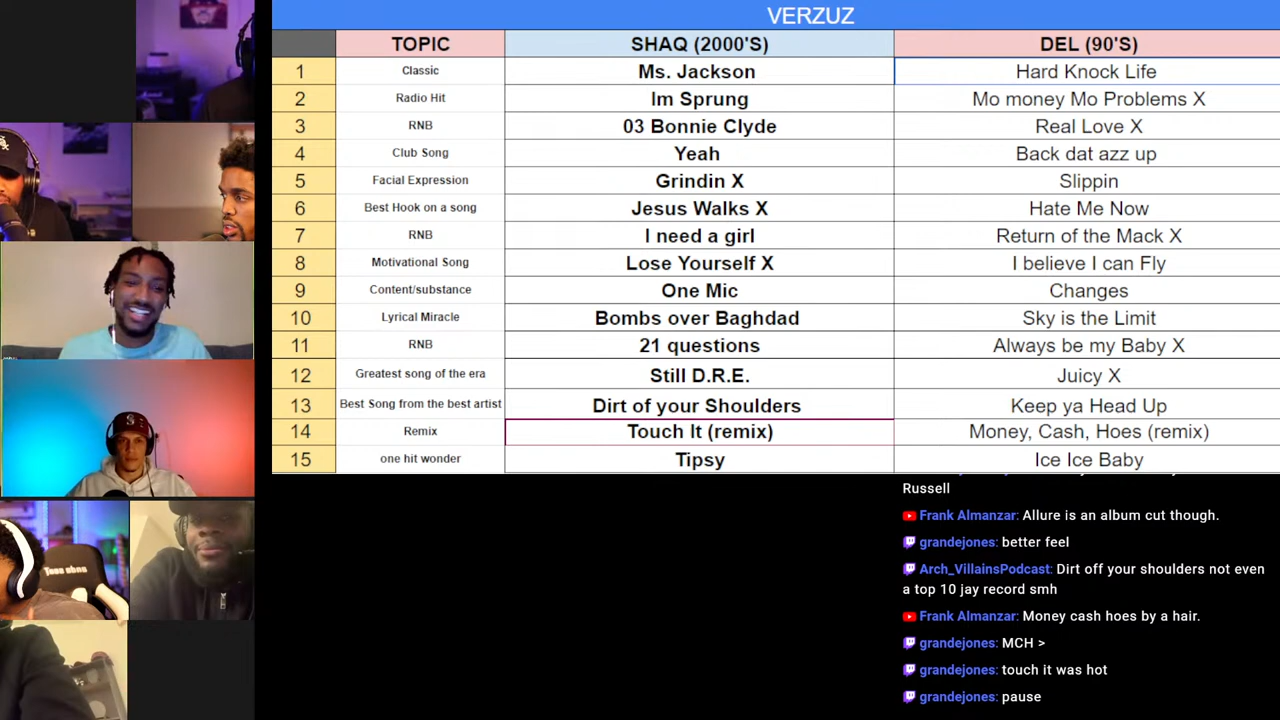 VERZUZ
TOPIC SHAQ (2000'S) DEL (90'S)
1 Classic Ms. Jackson Hard Knock Life
2 Radio Hit Im Sprung Mo money Mo Problems X
3 RNB 03 Bonnie Clyde Real Love X
4 Club Song Yeah Back dat azz up
5 Facial Expression Grindin X Slippin
6 Best Hook on a song Jesus Walks X Hate Me Now
7 RNB I need a girl Return of the Mack X
8 Motivational Song Lose Yourself X I believe I can Fly
9 Content/substance One Mic Changes
10 Lyrical Miracle Bombs over Baghdad Sky is the Limit
11 RNB 21 questions Always be my Baby X
12 Greatest song of the era Still D.R.E. Juicy X
13 Best Song from the best artist Dirt of your Shoulders Keep ya Head Up
14 Remix Touch It (remix) Money, Cash, Hoes (remix)
15 one hit wonder Tipsy Ice Ice Baby
Russell
Frank Almanzar: Allure is an album cut though.
grandejones: better feel
Arch_VillainsPodcast: Dirt off your shoulders not even
a top 10 jay record smh
Frank Almanzar: Money cash hoes by a hair.
grandejones: MCH >
grandejones: touch it was hot
grandejones: pause